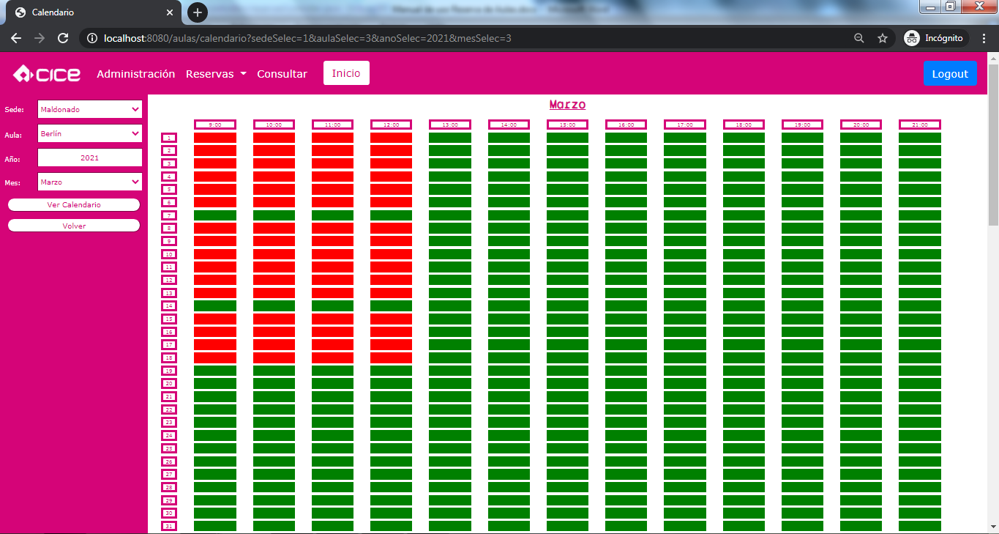 Calendario
localhost:8080/aulas/calendario?sedeSelec=1&aulaSelec=3&anoSelec=2021&mesSelec=3
Incógnito
CICE Administración Reservas Consultar Inicio Logout
Sede: Maldonado
Aula: Berlín
Año: 2021
Mes: Marzo
Ver Calendario
Volver
Marzo
9:00 10:00 11:00 12:00 13:00 14:00 15:00 16:00 17:00 18:00 19:00 20:00 21:00
1
2
3
4
5
6
7
8
9
10
11
12
13
14
15
16
17
18
19
20
21
22
23
24
25
26
27
28
29
30
31